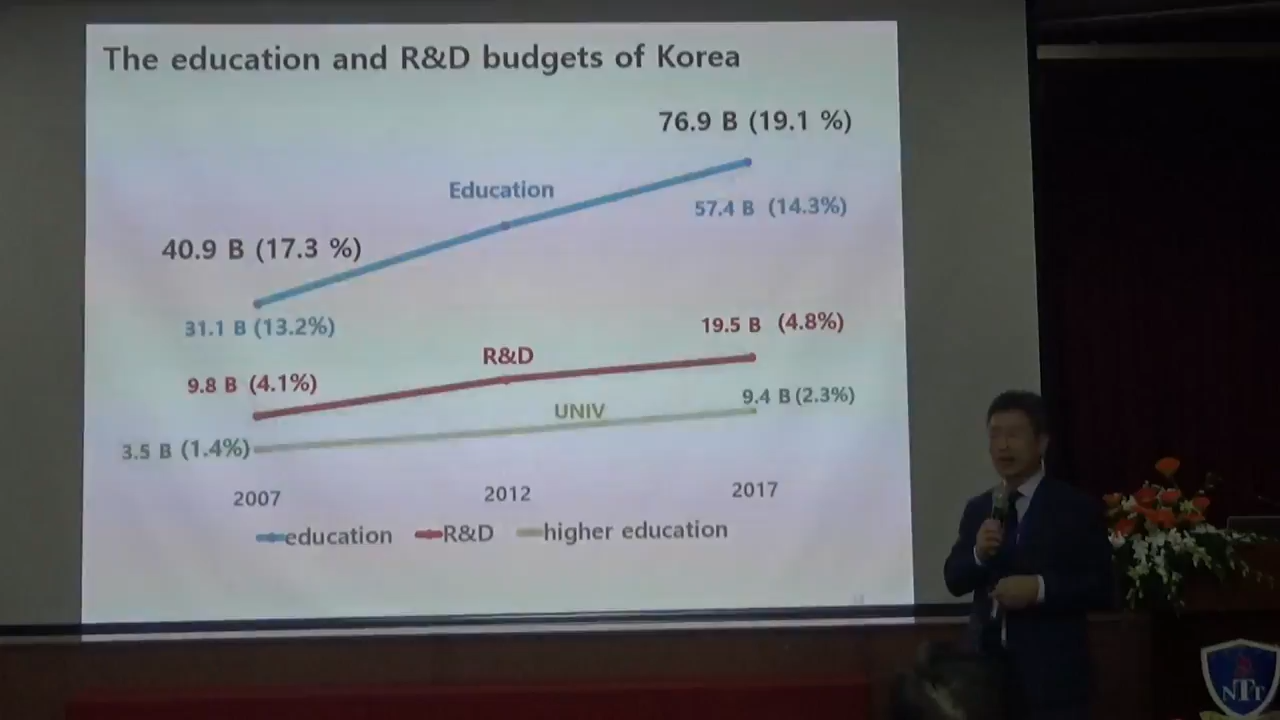 The education and R&D budgets of Korea
76.9 B (19.1 %)
Education
57.4 B (14.3%)
40.9 B (17.3 %)
31.1 B (13.2%)
19.5 B (4.8%)
R&D
9.8 B (4.1%)
9.4 B (2.3%)
UNIV
3.5 B (1.4%)
2007 2012 2017
education R&D higher education
NTT